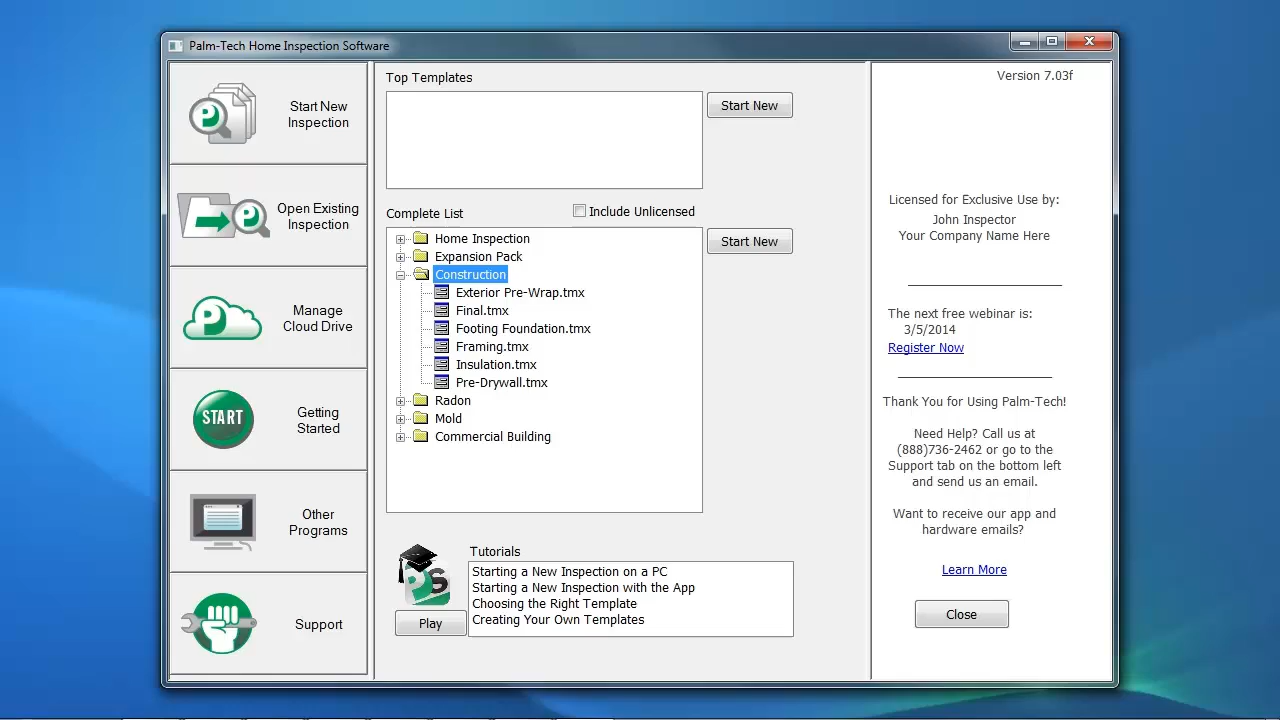 Palm-Tech Home Inspection Software
Start New
Inspection
Open Existing
Inspection
Manage
Cloud Drive
START
Getting
Started
Other
Programs
Support
Top Templates
Start New
Complete List
Include Unlicensed
Start New
Home Inspection
Expansion Pack
Construction
Exterior Pre-Wrap.tmx
Final.tmx
Footing Foundation.tmx
Framing.tmx
Insulation.tmx
Pre-Drywall.tmx
Radon
Mold
Commercial Building
PS
Play
Tutorials
Starting a New Inspection on a PC
Starting a New Inspection with the App
Choosing the Right Template
Creating Your Own Templates
Version 7.03f
Licensed for Exclusive Use by:
John Inspector
Your Company Name Here
The next free webinar is:
3/5/2014
Register Now
Thank You for Using Palm-Tech!
Need Help? Call us at
(888)736-2462 or go to the
Support tab on the bottom left
and send us an email.
Want to receive our app and
hardware emails?
Learn More
Close